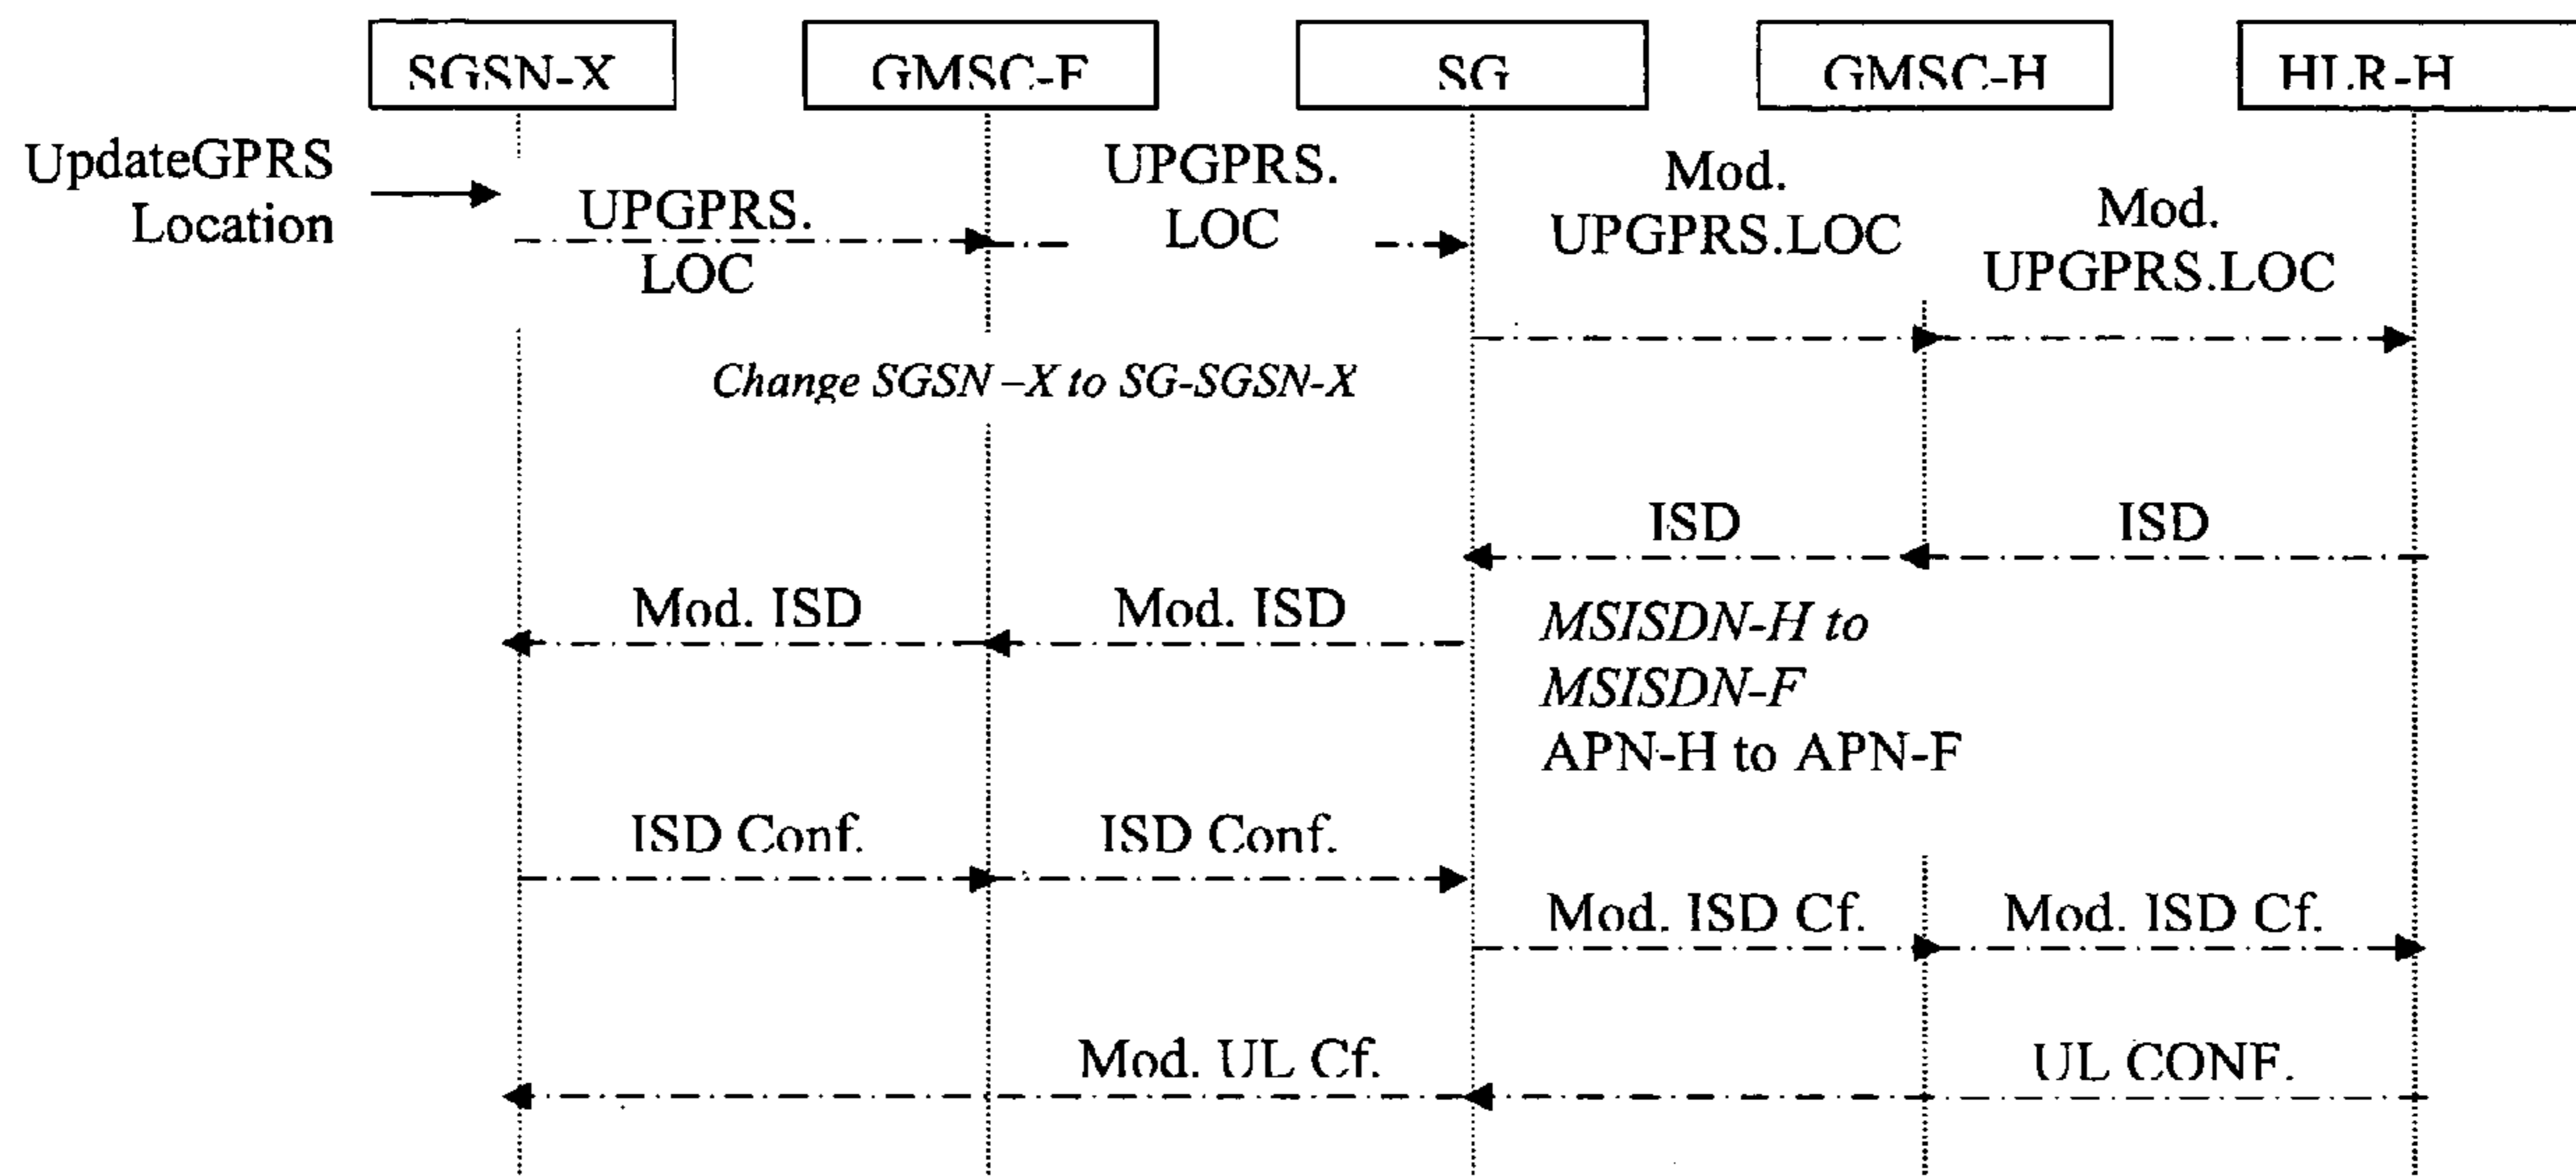 SGSN-X
GMSC-F
SG
GMSC-H
HLR-H
UpdateGPRS
Location
UPGPRS.
LOC
UPGPRS.
LOC
Mod.
UPGPRS.LOC
Mod.
UPGPRS.LOC
Change SGSN –X to SG-SGSN-X
ISD
ISD
Mod. ISD
Mod. ISD
MSISDN-H to
MSISDN-F
APN-H to APN-F
ISD Conf.
ISD Conf.
Mod. ISD Cf.
Mod. ISD Cf.
Mod. UL Cf.
UL CONF.